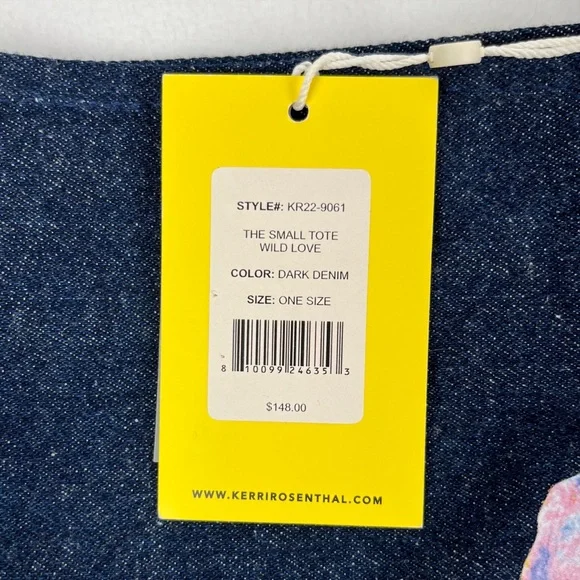 STYLE#: KR22-9061
THE SMALL TOTE
WILD LOVE
COLOR: DARK DENIM
SIZE: ONE SIZE
8 10099 24635 3
$148.00
WWW.KERRIROSENTHAL.COM